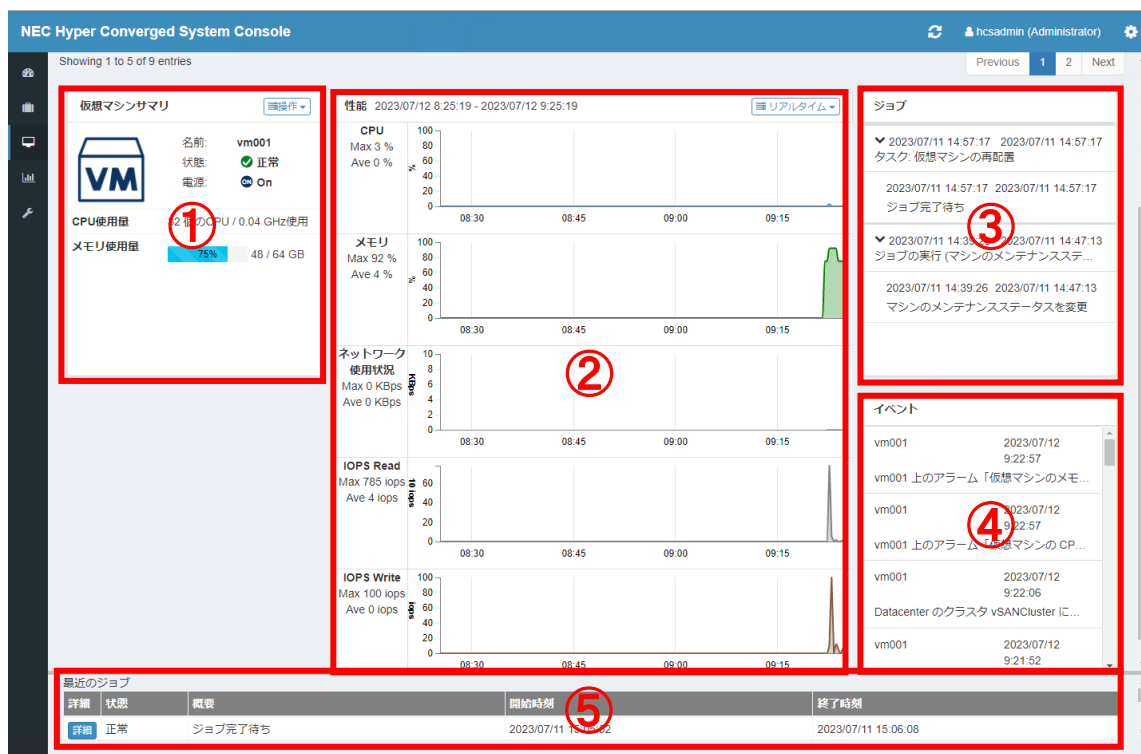 NEC Hyper Converged System Console
hcsadmin (Administrator)
Showing 1 to 5 of 9 entries
Previous 1 2 Next
仮想マシンサマリ
操作
VM
名前: vm001
状態: 正常
電源: ON On
CPU使用量 32 個のCPU / 0.04 GHz使用
メモリ使用量
75% 48 / 64 GB
①
性能 2023/07/12 8:25:19 - 2023/07/12 9:25:19
リアルタイム
CPU
Max 3 %
Ave 0 %
100
80
60
%
40
20
0
08:30 08:45 09:00 09:15
メモリ
Max 92 %
Ave 4 %
100
80
60
%
40
20
0
08:30 08:45 09:00 09:15
ネットワーク
使用状況
Max 0 KBps
Ave 0 KBps
10
8
6
KBps
4
2
0
08:30 08:45 09:00 09:15
②
IOPS Read
Max 785 iops
Ave 4 iops
60
10 iops
40
20
0
08:30 08:45 09:00 09:15
IOPS Write
Max 100 iops
Ave 0 iops
100
80
60
iops
40
20
0
08:30 08:45 09:00 09:15
ジョブ
2023/07/11 14:57:17 2023/07/11 14:57:17
タスク: 仮想マシンの再配置
2023/07/11 14:57:17 2023/07/11 14:57:17
ジョブ完了待ち
③
2023/07/11 14:39:26 2023/07/11 14:47:13
ジョブの実行 (マシンのメンテナンスステ...
2023/07/11 14:39:26 2023/07/11 14:47:13
マシンのメンテナンスステータスを変更
イベント
vm001 2023/07/12
9:22:57
vm001 上のアラーム「仮想マシンのメモ...
vm001 2023/07/12
9:22:57
④
vm001 上のアラーム「仮想マシンの CP...
vm001 2023/07/12
9:22:06
Datacenter のクラスタ vSANCluster に...
vm001 2023/07/12
9:21:52
最近のジョブ
詳細 状態 概要 開始時刻 終了時刻
詳細 正常 ジョブ完了待ち 2023/07/11 2023/07/11 15:06:08
⑤